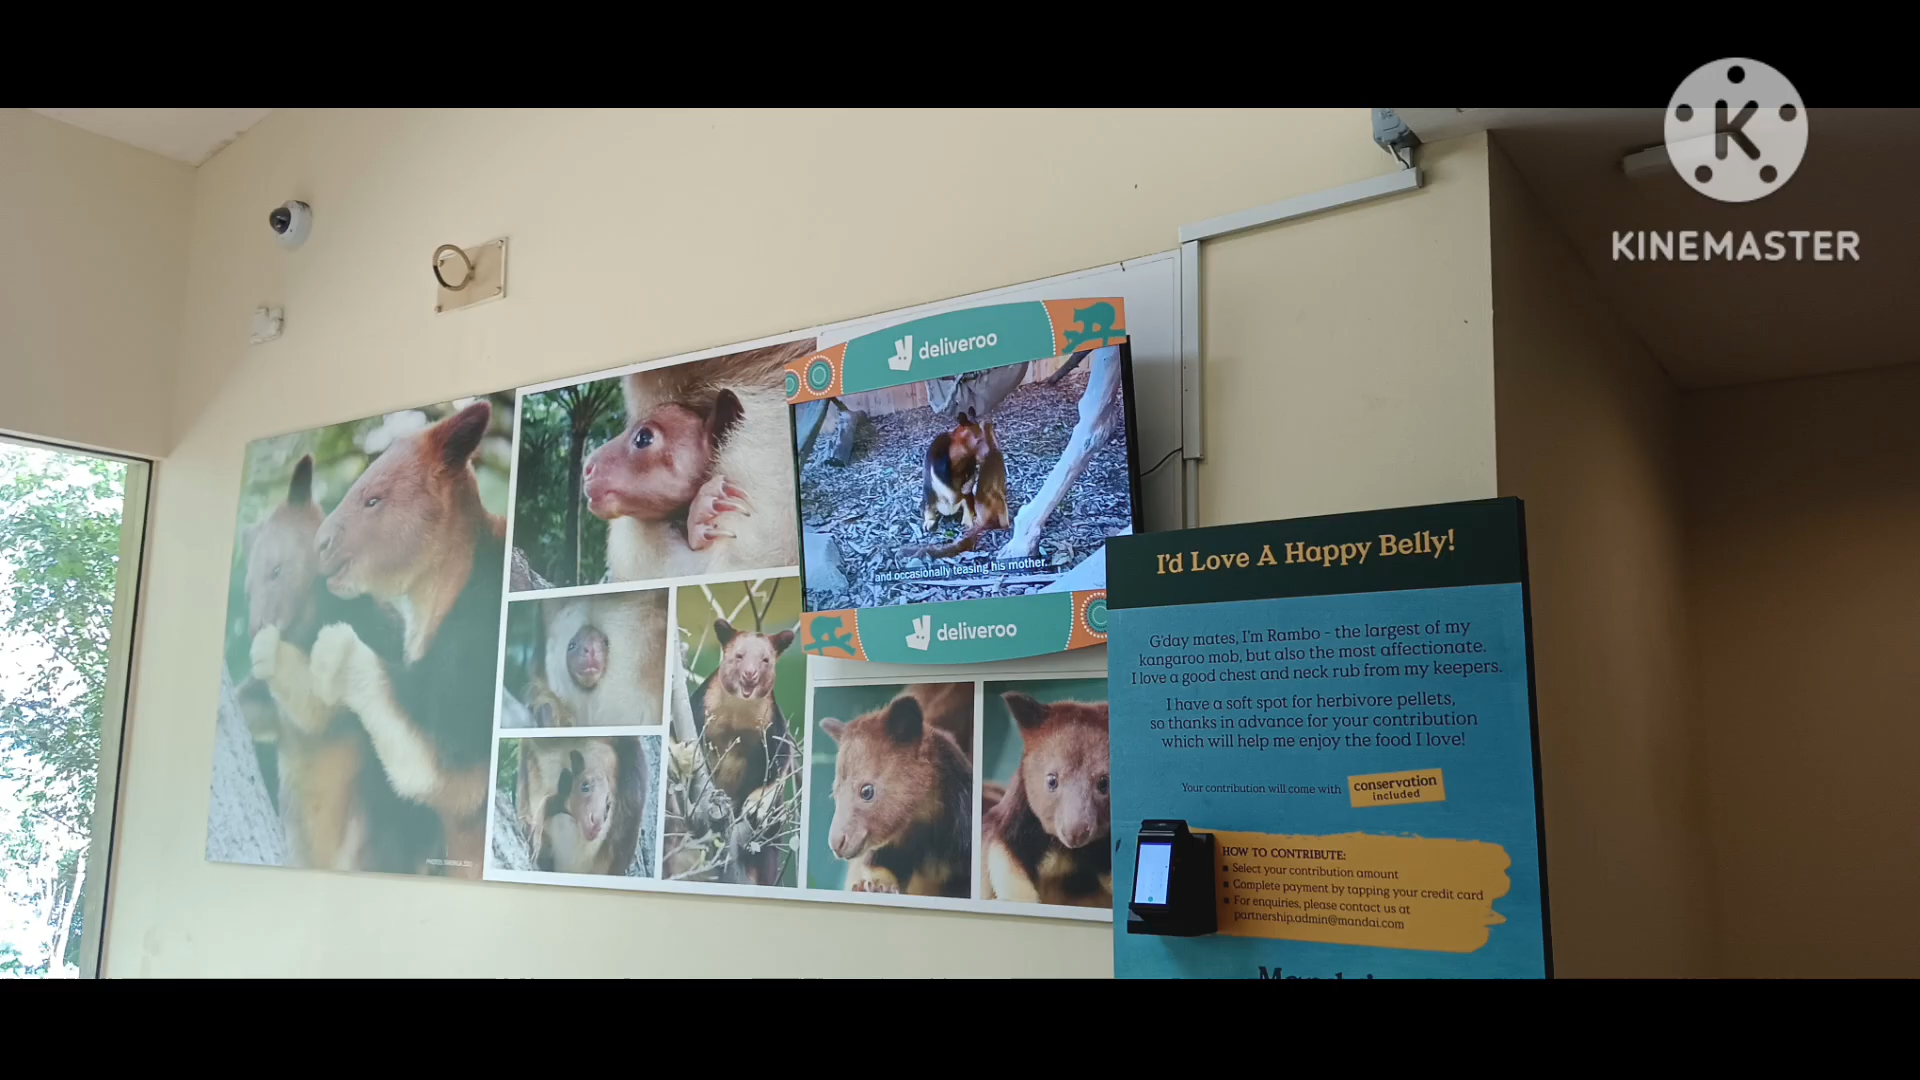 K
KINEMASTER
deliveroo
and occasionally teasing his mother.
deliveroo
I'd Love A Happy Belly!
G'day mates, I'm Rambo - the largest of my
kangaroo mob, but also the most affectionate.
I love a good chest and neck rub from my keepers.
I have a soft spot for herbivore pellets,
so thanks in advance for your contribution
which will help me enjoy the food I love!
Your contribution will come with
conservation
included
HOW TO CONTRIBUTE:
▪ Select your contribution amount
▪ Complete payment by tapping your credit card
▪ For enquiries, please contact us at
partnership.admin@mandai.com